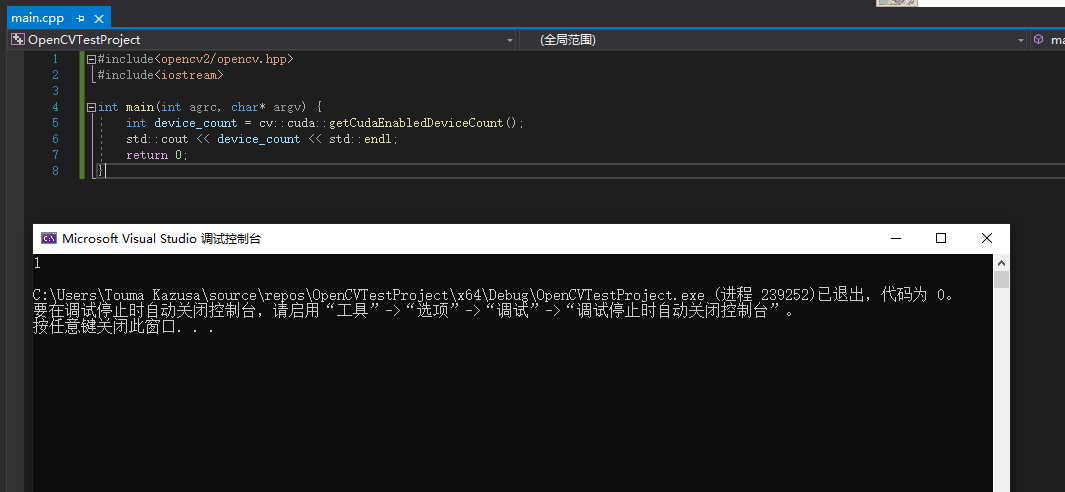 main.cpp
OpenCVTestProject
(全局范围)
ma
1 #include<opencv2/opencv.hpp>
2 #include<iostream>
3
4 int main(int agrc, char* argv) {
5 int device_count = cv::cuda::getCudaEnabledDeviceCount();
6 std::cout << device_count << std::endl;
7 return 0;
8 }
Microsoft Visual Studio 调试控制台
1
C:\Users\Touma Kazusa\source\repos\OpenCVTestProject\x64\Debug\OpenCVTestProject.exe (进程 239252)已退出，代码为 0。
要在调试停止时自动关闭控制台，请启用“工具”->“选项”->“调试”->“调试停止时自动关闭控制台”。
按任意键关闭此窗口. . .